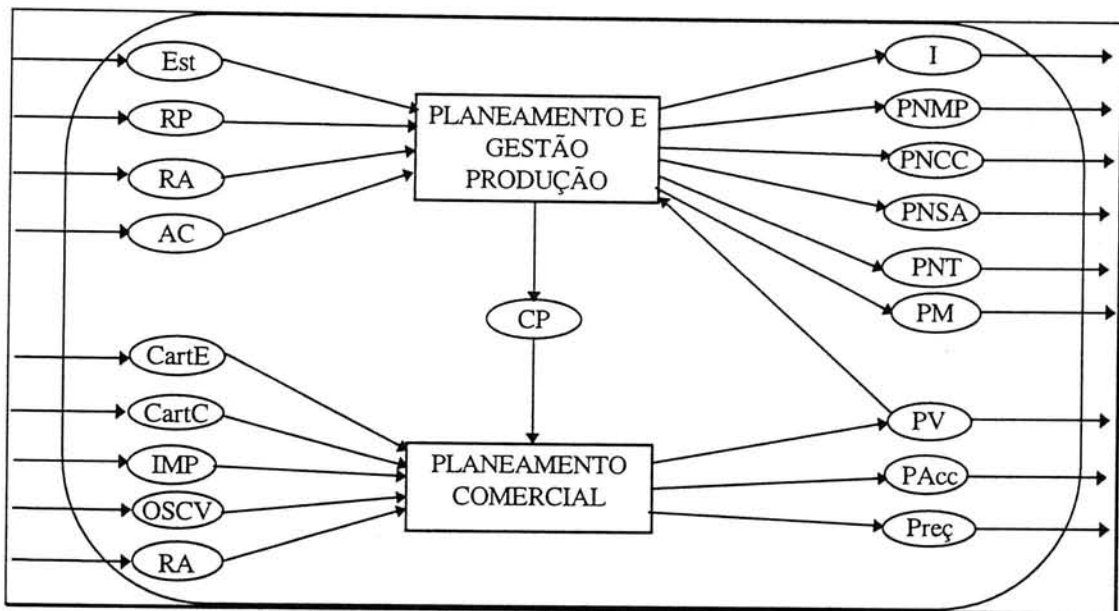 Est
RP
RA
AC
PLANEAMENTO E
GESTÃO
PRODUÇÃO
I
PNMP
PNCC
PNSA
PNT
PM
CP
CartE
CartC
IMP
OSCV
RA
PLANEAMENTO
COMERCIAL
PV
PAcc
Preç